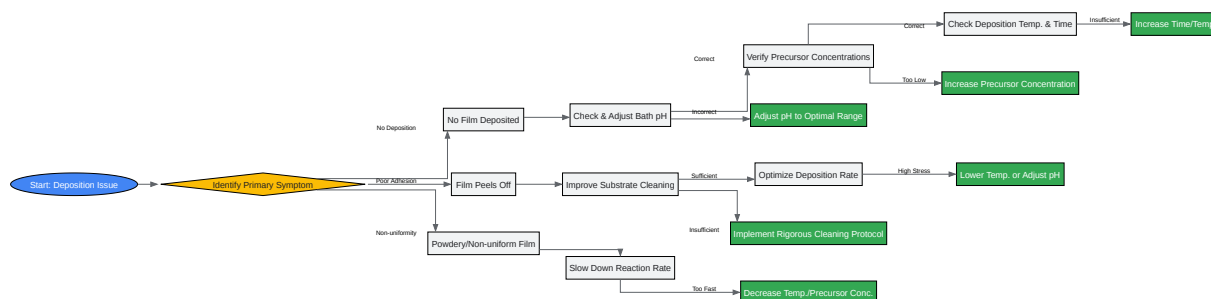 Start: Deposition Issue
Identify Primary Symptom
No Deposition
No Film Deposited
Check & Adjust Bath pH
Correct
Verify Precursor Concentrations
Correct
Check Deposition Temp. & Time
Insufficient
Increase Time/Temp
Too Low
Increase Precursor Concentration
Incorrect
Adjust pH to Optimal Range
Poor Adhesion
Film Peels Off
Improve Substrate Cleaning
Sufficient
Optimize Deposition Rate
High Stress
Lower Temp. or Adjust pH
Insufficient
Implement Rigorous Cleaning Protocol
Non-uniformity
Powdery/Non-uniform Film
Slow Down Reaction Rate
Too Fast
Decrease Temp./Precursor Conc.